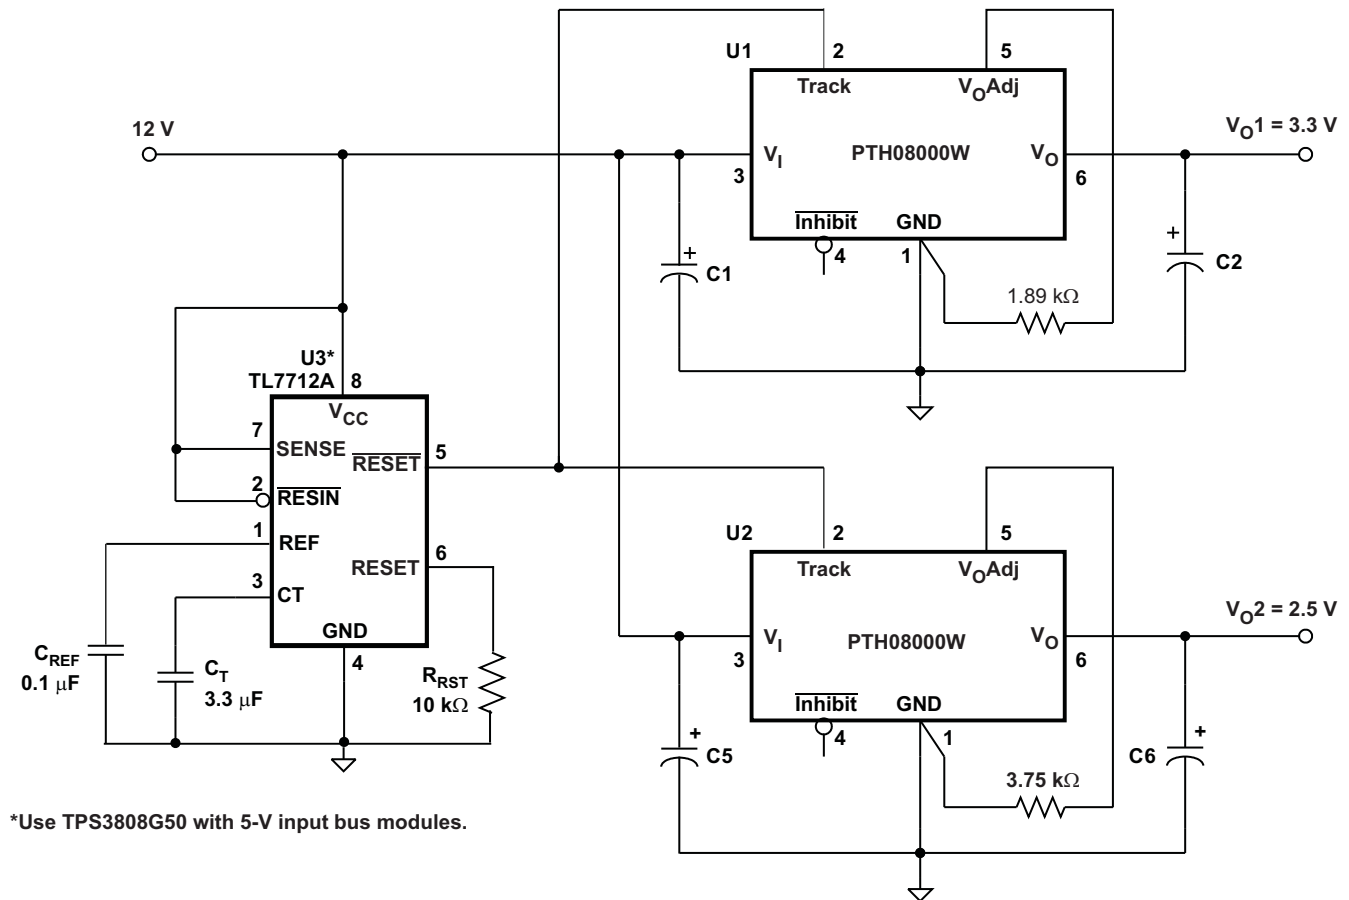 U1
2
5
Track
VOAdj
12 V
VO1 = 3.3 V
VI
PTH08000W
VO
3
6
Inhibit
GND
4
1
+
C1
+
C2
1.89 kΩ
U3*
TL7712A
8
VCC
7
SENSE
5
RESET
2
RESIN
1
REF
6
RESET
3
CT
GND
4
CREF
0.1 μF
CT
3.3 μF
RRST
10 kΩ
U2
2
5
Track
VOAdj
VO2 = 2.5 V
VI
PTH08000W
VO
3
6
Inhibit
GND
4
1
+
C5
+
C6
3.75 kΩ
*Use TPS3808G50 with 5-V input bus modules.